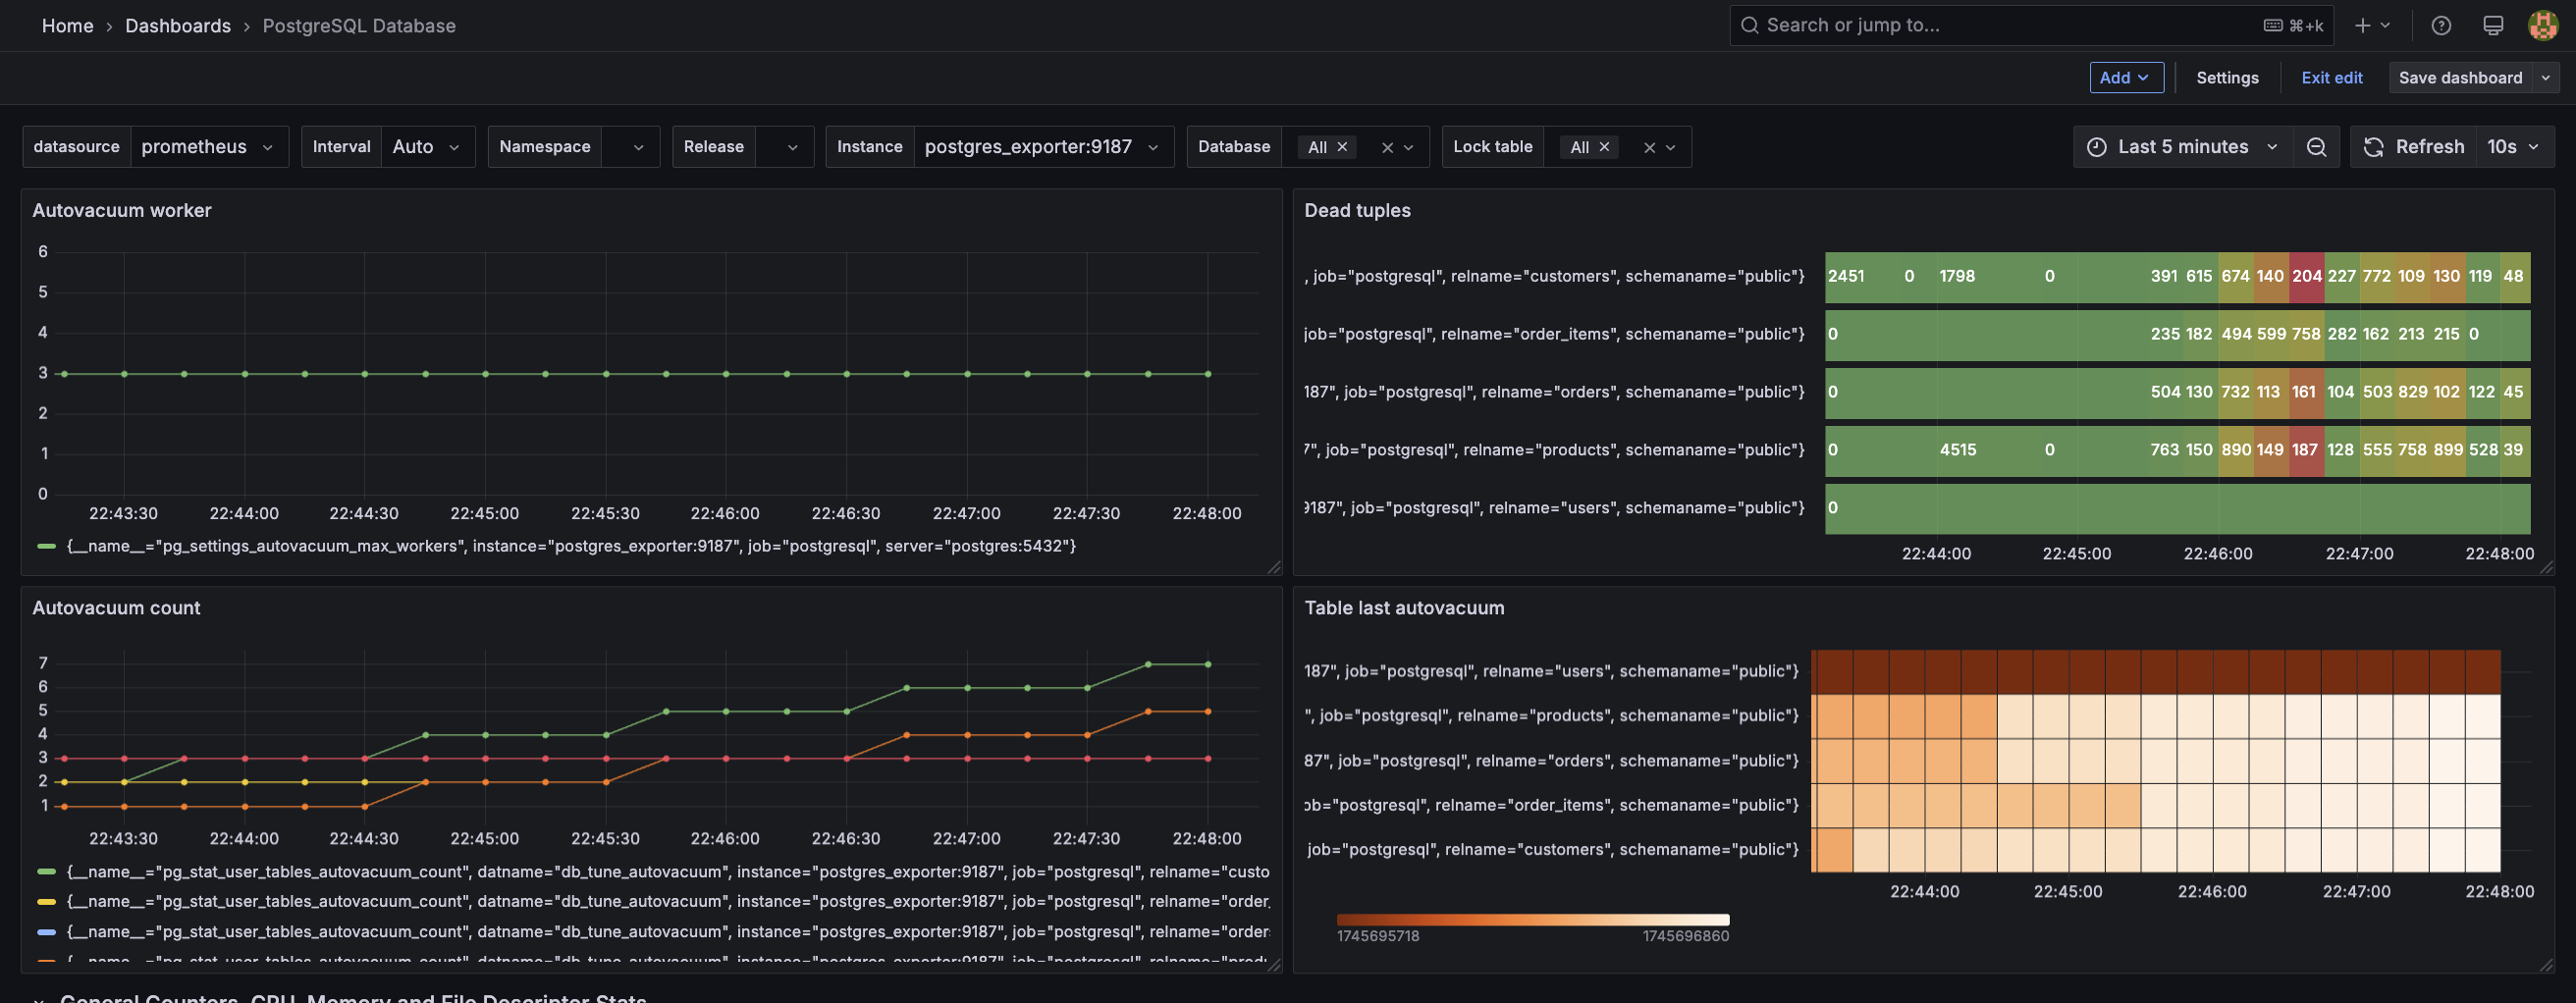 Home › Dashboards › PostgreSQL Database
Search or jump to...
⌘+k
Add
Settings
Exit edit
Save dashboard
datasource prometheus
Interval Auto
Namespace
Release
Instance postgres_exporter:9187
Database All
Lock table All
Last 5 minutes
Refresh 10s
Autovacuum worker
6
5
4
3
2
1
0
22:43:30 22:44:00 22:44:30 22:45:00 22:45:30 22:46:00 22:46:30 22:47:00 22:47:30 22:48:00
{__name__="pg_settings_autovacuum_max_workers", instance="postgres_exporter:9187", job="postgresql", server="postgres:5432"}
Dead tuples
, job="postgresql", relname="customers", schemaname="public"} 2451 0 1798 0 391 615 674 140 204 227 772 109 130 119 48
job="postgresql", relname="order_items", schemaname="public"} 0 235 182 494 599 758 282 162 213 215 0
187", job="postgresql", relname="orders", schemaname="public"} 0 504 130 732 113 161 104 503 829 102 122 45
7", job="postgresql", relname="products", schemaname="public"} 0 4515 0 763 150 890 149 187 128 555 758 899 528 39
9187", job="postgresql", relname="users", schemaname="public"} 0
22:44:00 22:45:00 22:46:00 22:47:00 22:48:00
Autovacuum count
7
6
5
4
3
2
1
22:43:30 22:44:00 22:44:30 22:45:00 22:45:30 22:46:00 22:46:30 22:47:00 22:47:30 22:48:00
{__name__="pg_stat_user_tables_autovacuum_count", datname="db_tune_autovacuum", instance="postgres_exporter:9187", job="postgresql", relname="custo
{__name__="pg_stat_user_tables_autovacuum_count", datname="db_tune_autovacuum", instance="postgres_exporter:9187", job="postgresql", relname="order_
{__name__="pg_stat_user_tables_autovacuum_count", datname="db_tune_autovacuum", instance="postgres_exporter:9187", job="postgresql", relname="order
{__name__="pg_stat_user_tables_autovacuum_count", datname="db_tune_autovacuum", instance="postgres_exporter:9187", job="postgresql", relname="prod
Table last autovacuum
187", job="postgresql", relname="users", schemaname="public"}
", job="postgresql", relname="products", schemaname="public"}
87", job="postgresql", relname="orders", schemaname="public"}
ob="postgresql", relname="order_items", schemaname="public"}
job="postgresql", relname="customers", schemaname="public"}
22:44:00 22:45:00 22:46:00 22:47:00 22:48:00
1745695718 1745696860
General Counters, CPU, Memory and File Descriptor Stats